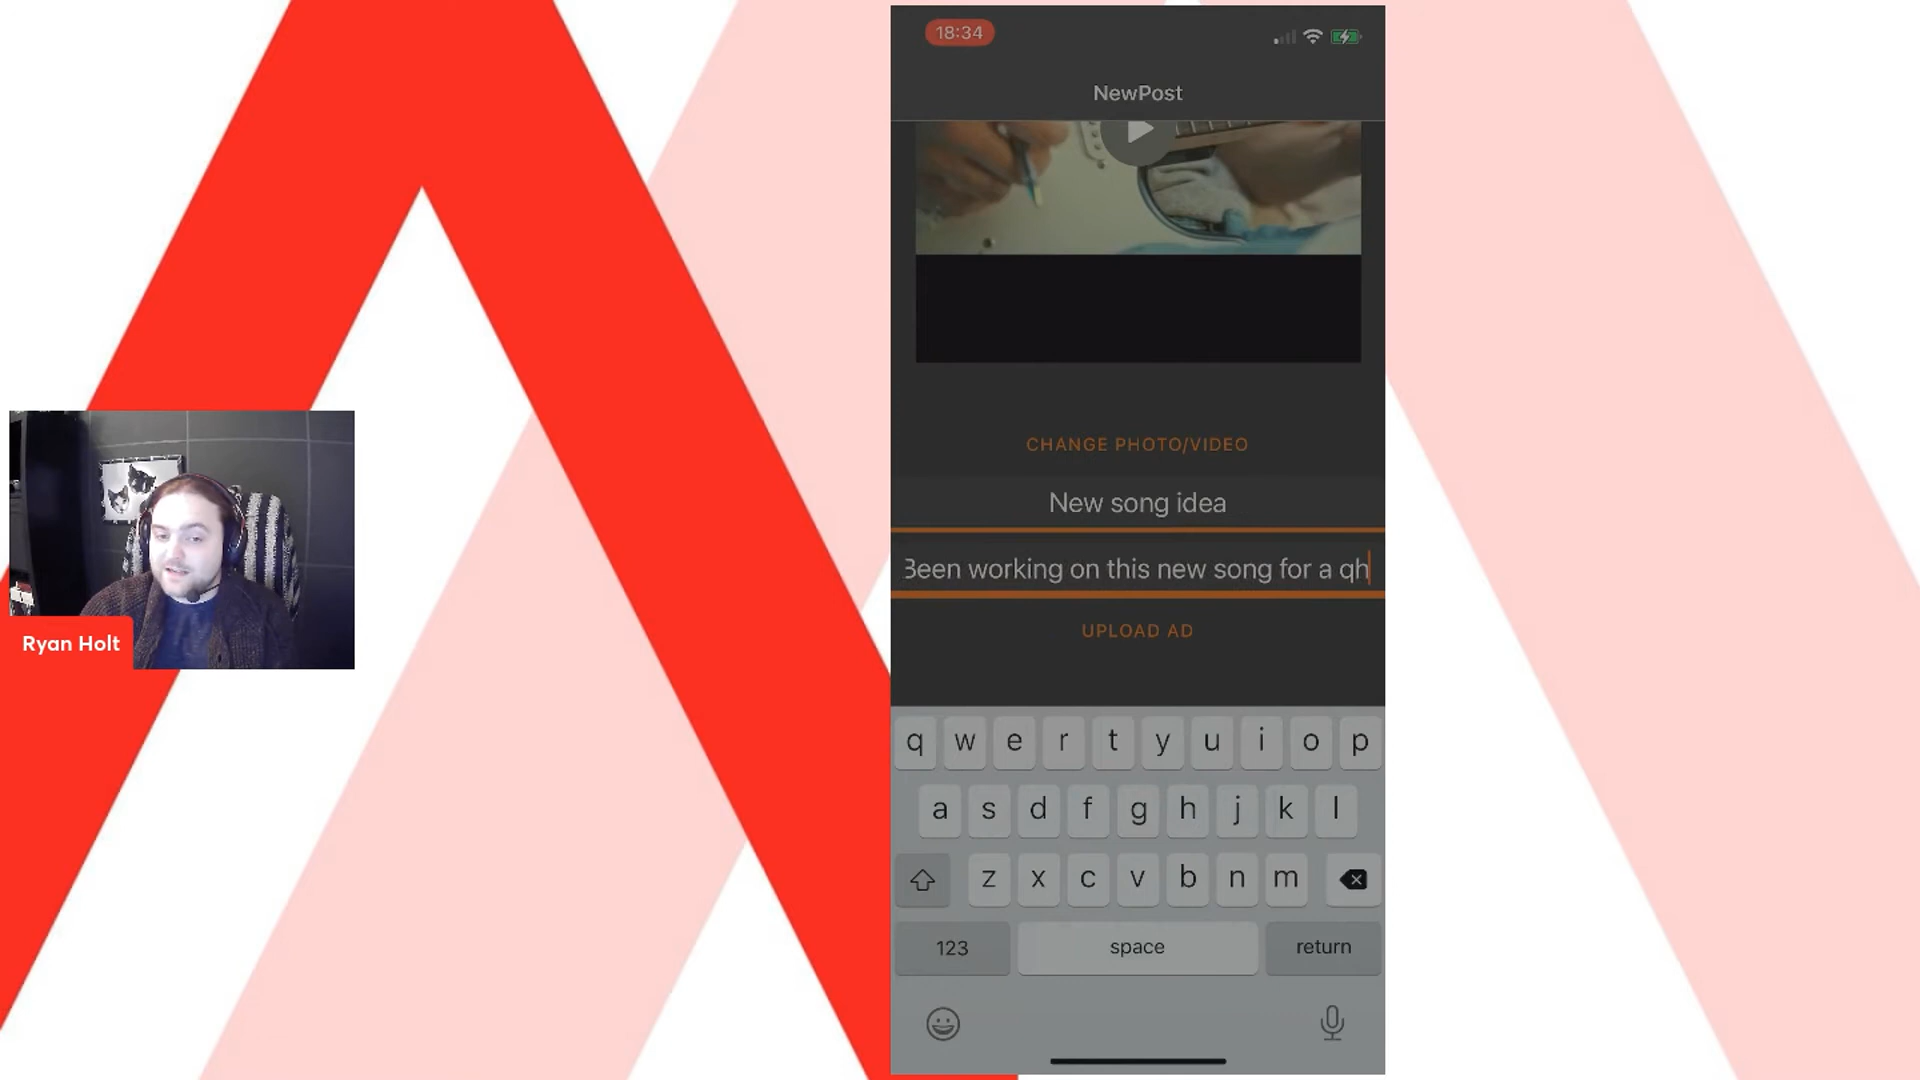 18:34
NewPost
CHANGE PHOTO/VIDEO
New song idea
Been working on this new song for a qh
UPLOAD AD
Ryan Holt
q w e r t y u i o p
a s d f g h j k l
z x c v b n m
123 space return